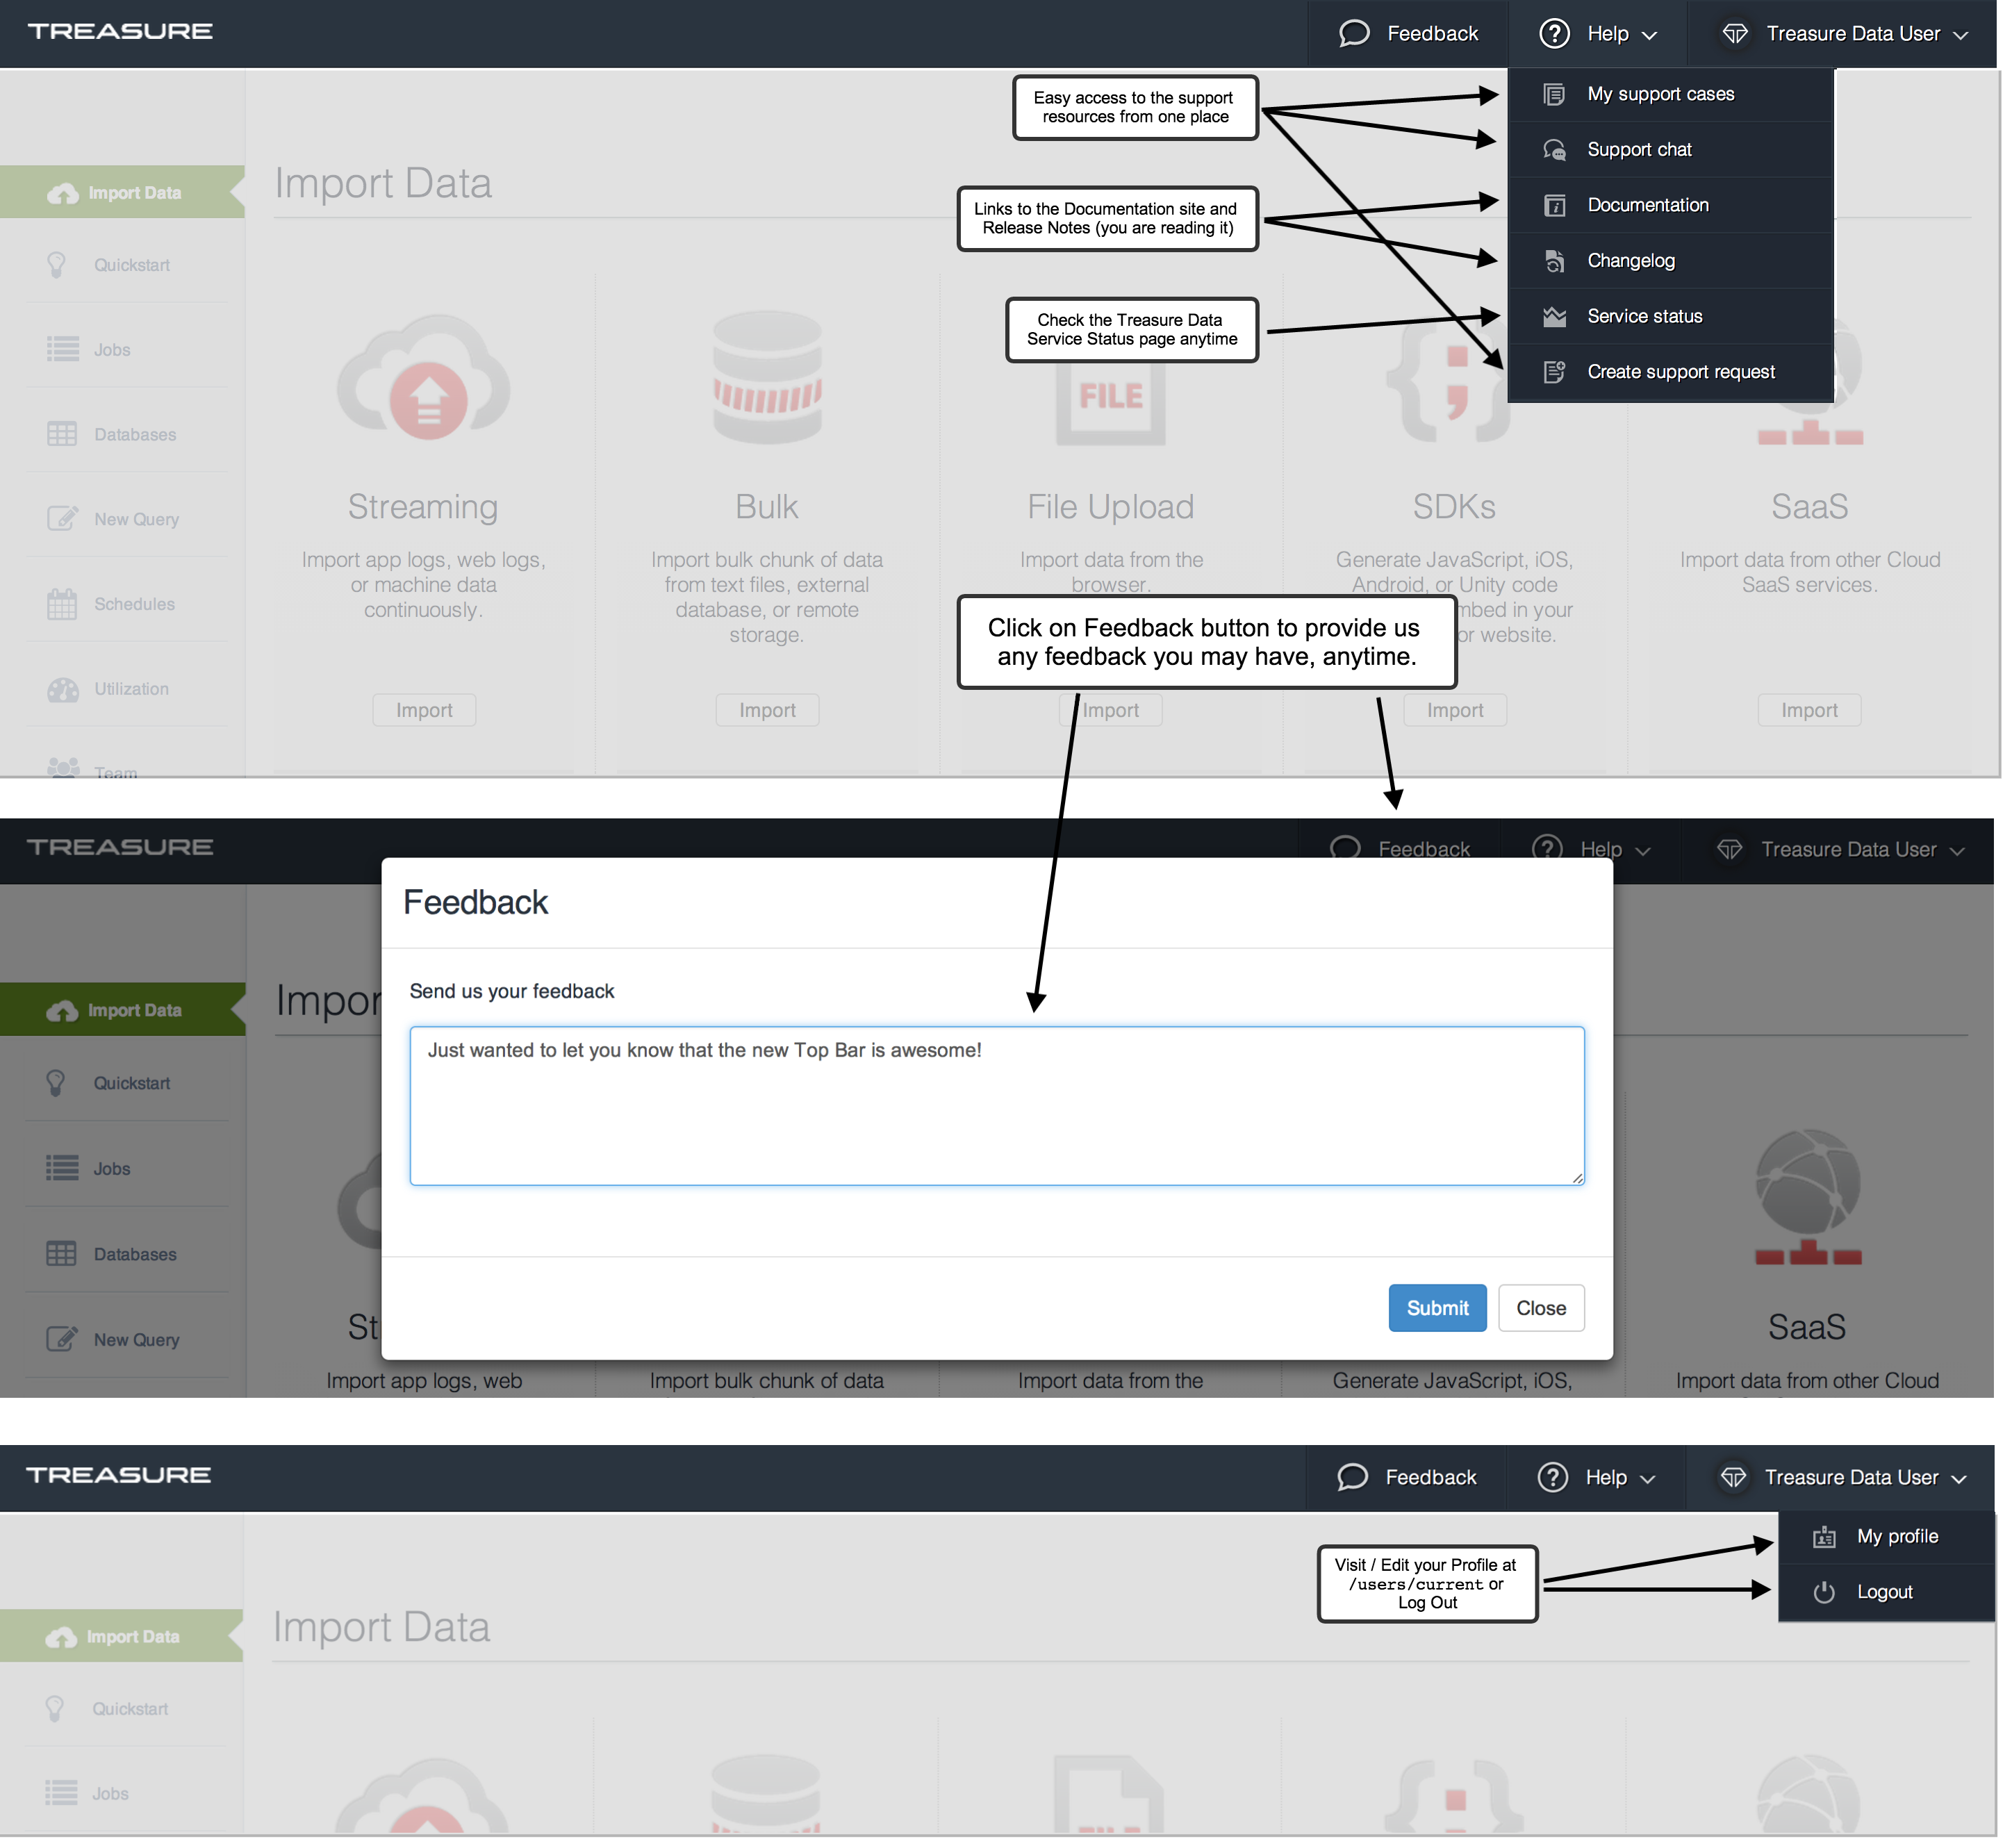 TREASURE
Feedback
Help
Treasure Data User
My support cases
Support chat
Documentation
Changelog
Service status
Create support request
Easy access to the support
resources from one place
Links to the Documentation site and
Release Notes (you are reading it)
Check the Treasure Data
Service Status page anytime
Import Data
Quickstart
Jobs
Databases
New Query
Schedules
Utilization
Team
Import Data
Streaming
Import app logs, web logs,
or machine data
continuously.
Import
Bulk
Import bulk chunk of data
from text files, external
database, or remote
storage.
Import
FILE
File Upload
Import data from the
browser.
Import
SDKs
Generate JavaScript, iOS,
Android, or Unity code
in your
or website.
Import
SaaS
Import data from other Cloud
SaaS services.
Import
Click on Feedback button to provide us
any feedback you may have, anytime.
TREASURE
Feedback
Help
Treasure Data User
Import Data
Quickstart
Jobs
Databases
New Query
Impor
Feedback
Send us your feedback
Just wanted to let you know that the new Top Bar is awesome!
Submit
Close
St
SaaS
Import app logs, web
Import bulk chunk of data
Import data from the
Generate JavaScript, iOS,
Import data from other Cloud
TREASURE
Feedback
Help
Treasure Data User
My profile
Logout
Visit / Edit your Profile at
/users/current or
Log Out
Import Data
Quickstart
Jobs
Import Data